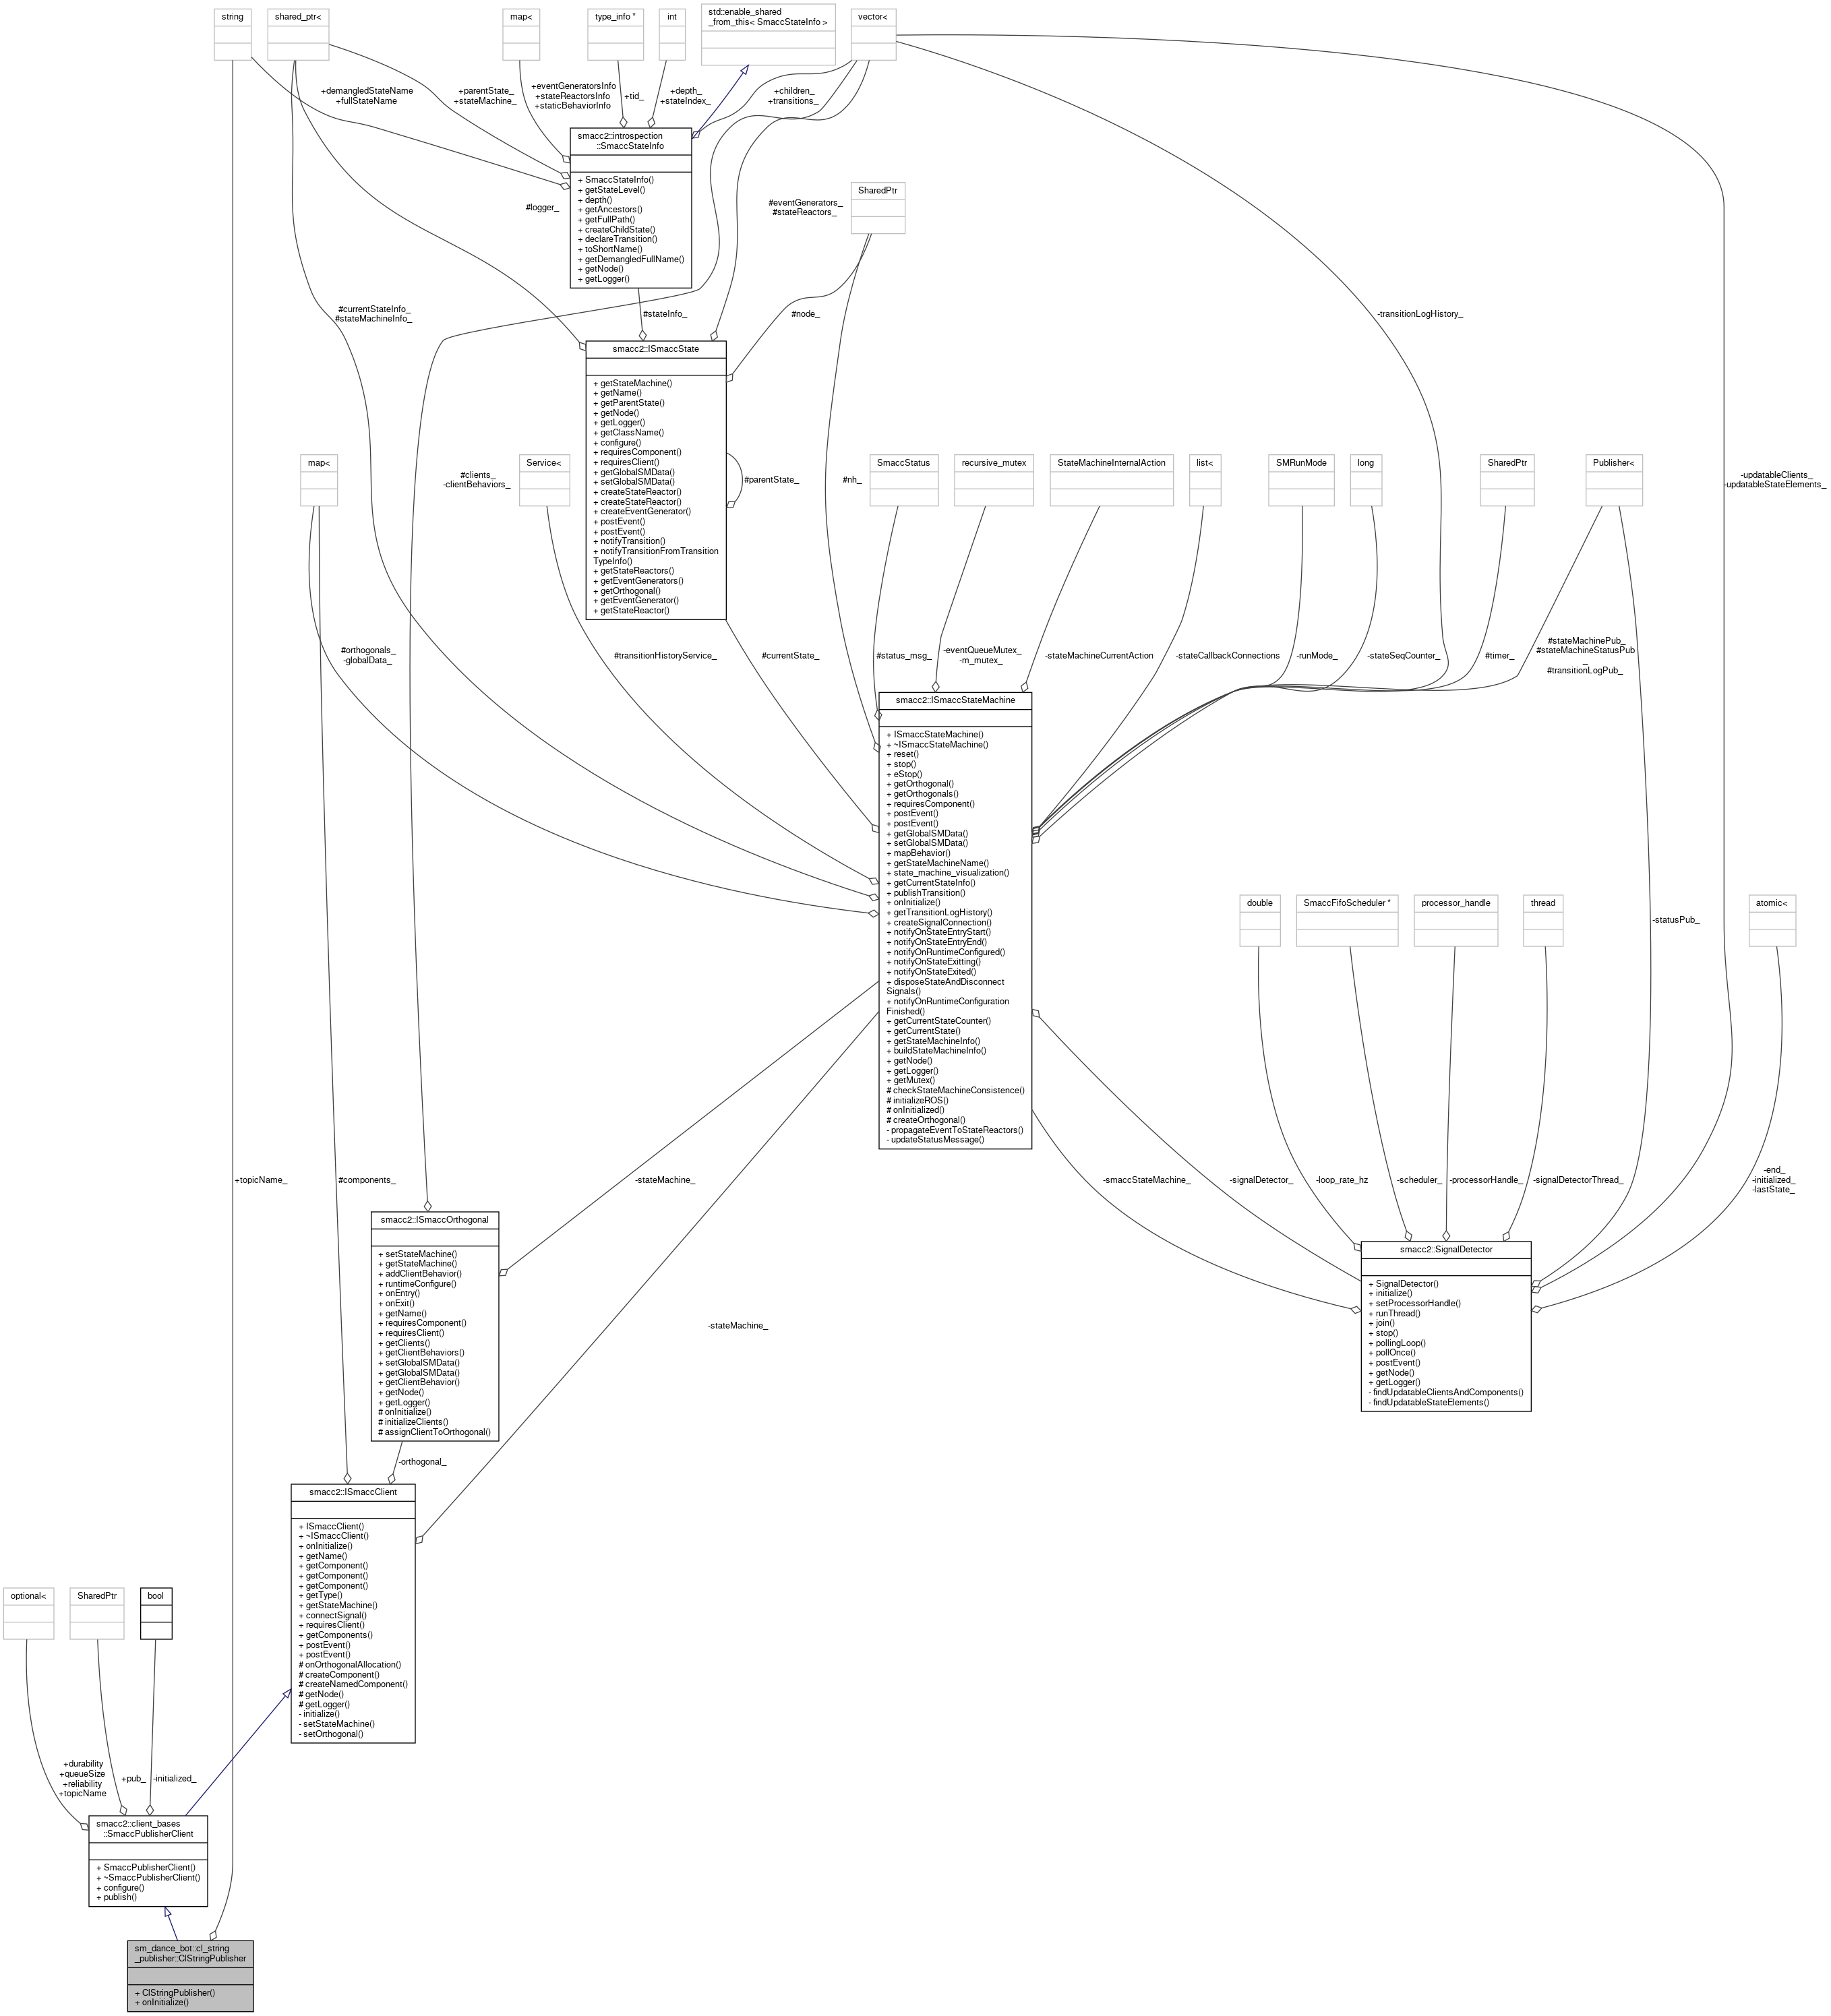 string
shared_ptr<
map<
type_info *
int
std::enable_shared
_from_this< SmaccStateInfo >
vector<
+demangledStateName
+fullStateName
+parentState_
+stateMachine_
+eventGeneratorsInfo
+stateReactorsInfo
+staticBehaviorInfo
+tid_
+depth_
+stateIndex_
+children_
+transitions_
smacc2::introspection
::SmaccStateInfo
+ SmaccStateInfo()
+ getStateLevel()
+ depth()
+ getAncestors()
+ getFullPath()
+ createChildState()
+ declareTransition()
+ toShortName()
+ getDemangledFullName()
+ getNode()
+ getLogger()
SharedPtr
#logger_
#eventGenerators_
#stateReactors_
#currentStateInfo_
#stateMachineInfo_
#stateInfo_
#node_
-transitionLogHistory_
smacc2::ISmaccState
+ getStateMachine()
+ getName()
+ getParentState()
+ getNode()
+ getLogger()
+ getClassName()
+ configure()
+ requiresComponent()
+ requiresClient()
+ getGlobalSMData()
+ setGlobalSMData()
+ createStateReactor()
+ createStateReactor()
+ createEventGenerator()
+ postEvent()
+ postEvent()
+ notifyTransition()
+ notifyTransitionFromTransition
TypeInfo()
+ getStateReactors()
+ getEventGenerators()
+ getOrthogonal()
+ getEventGenerator()
+ getStateReactor()
map<
#clients_
-clientBehaviors_
Service<
#parentState_
#nh_
SmaccStatus
recursive_mutex
StateMachineInternalAction
list<
SMRunMode
long
SharedPtr
Publisher<
-updatableClients_
-updatableStateElements_
#orthogonals_
-globalData_
#transitionHistoryService_
#currentState_
#status_msg_
-eventQueueMutex_
-m_mutex_
-stateMachineCurrentAction
-stateCallbackConnections
-runMode_
-stateSeqCounter_
#timer_
#stateMachinePub_
#stateMachineStatusPub
_
#transitionLogPub_
smacc2::ISmaccStateMachine
+ ISmaccStateMachine()
+ ~ISmaccStateMachine()
+ reset()
+ stop()
+ eStop()
+ getOrthogonal()
+ getOrthogonals()
+ requiresComponent()
+ postEvent()
+ postEvent()
+ getGlobalSMData()
+ setGlobalSMData()
+ mapBehavior()
+ getStateMachineName()
+ state_machine_visualization()
+ getCurrentStateInfo()
+ publishTransition()
+ onInitialize()
+ getTransitionLogHistory()
+ createSignalConnection()
+ notifyOnStateEntryStart()
+ notifyOnStateEntryEnd()
+ notifyOnRuntimeConfigured()
+ notifyOnStateExitting()
+ notifyOnStateExited()
+ disposeStateAndDisconnect
Signals()
+ notifyOnRuntimeConfiguration
Finished()
+ getCurrentStateCounter()
+ getCurrentState()
+ getStateMachineInfo()
+ buildStateMachineInfo()
+ getNode()
+ getLogger()
+ getMutex()
# checkStateMachineConsistence()
# initializeROS()
# onInitialized()
# createOrthogonal()
- propagateEventToStateReactors()
- updateStatusMessage()
double
SmaccFifoScheduler *
processor_handle
thread
-statusPub_
atomic<
+topicName_
#components_
-stateMachine_
-smaccStateMachine_
-signalDetector_
-loop_rate_hz
-scheduler_
-processorHandle_
-signalDetectorThread_
-end_
-initialized_
-lastState_
smacc2::ISmaccOrthogonal
+ setStateMachine()
+ getStateMachine()
+ addClientBehavior()
+ runtimeConfigure()
+ onEntry()
+ onExit()
+ getName()
+ requiresComponent()
+ requiresClient()
+ getClients()
+ getClientBehaviors()
+ setGlobalSMData()
+ getGlobalSMData()
+ getClientBehavior()
+ getNode()
+ getLogger()
# onInitialize()
# initializeClients()
# assignClientToOrthogonal()
-stateMachine_
smacc2::SignalDetector
+ SignalDetector()
+ initialize()
+ setProcessorHandle()
+ runThread()
+ join()
+ stop()
+ pollingLoop()
+ pollOnce()
+ postEvent()
+ getNode()
+ getLogger()
- findUpdatableClientsAndComponents()
- findUpdatableStateElements()
-orthogonal_
smacc2::ISmaccClient
+ ISmaccClient()
+ ~ISmaccClient()
+ onInitialize()
+ getName()
+ getComponent()
+ getComponent()
+ getComponent()
+ getType()
+ getStateMachine()
+ connectSignal()
+ requiresClient()
+ getComponents()
+ postEvent()
+ postEvent()
# onOrthogonalAllocation()
# createComponent()
# createNamedComponent()
# getNode()
# getLogger()
- initialize()
- setStateMachine()
- setOrthogonal()
optional<
SharedPtr
bool
+durability
+queueSize
+reliability
+topicName
+pub_
-initialized_
smacc2::client_bases
::SmaccPublisherClient
+ SmaccPublisherClient()
+ ~SmaccPublisherClient()
+ configure()
+ publish()
sm_dance_bot::cl_string
_publisher::ClStringPublisher
+ ClStringPublisher()
+ onInitialize()